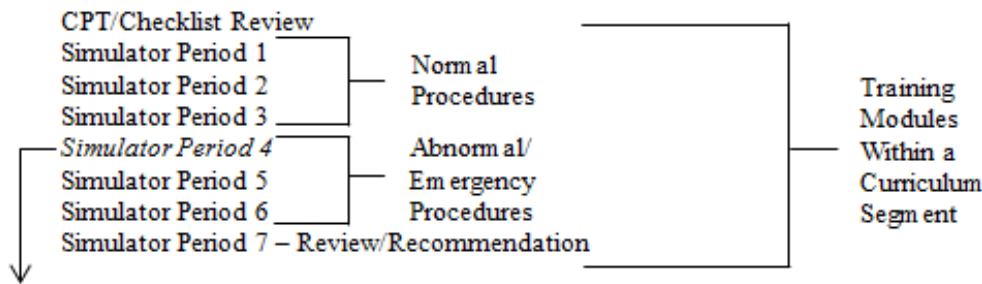 CPT/Checklist Review
Simulator Period 1
Simulator Period 2
Simulator Period 3
Simulator Period 4
Simulator Period 5
Simulator Period 6
Simulator Period 7 – Review/Recommendation
Normal
Procedures
Abnormal/
Emergency
Procedures
Training
Modules
Within a
Curriculum
Segment